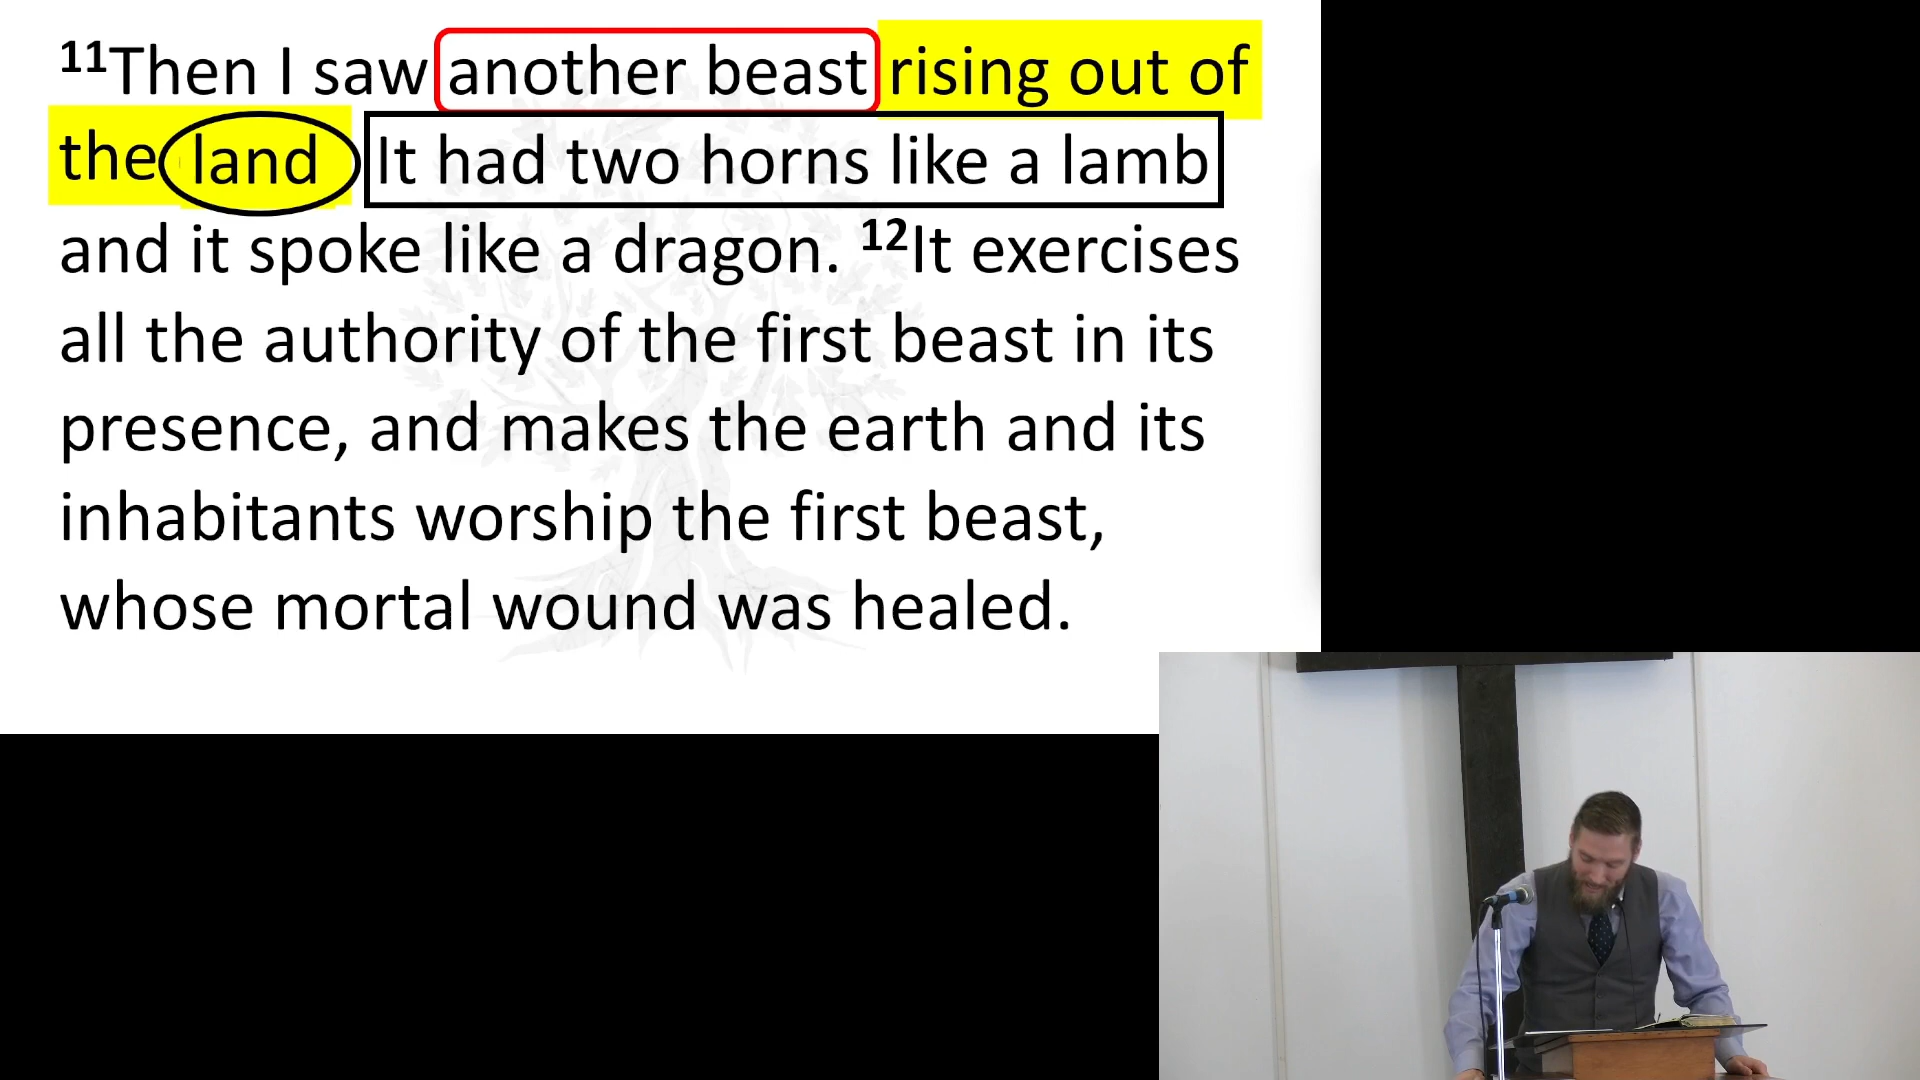 ¹¹Then I saw another beast rising out of
the land It had two horns like a lamb
and it spoke like a dragon. ¹²It exercises
all the authority of the first beast in its
presence, and makes the earth and its
inhabitants worship the first beast,
whose mortal wound was healed.